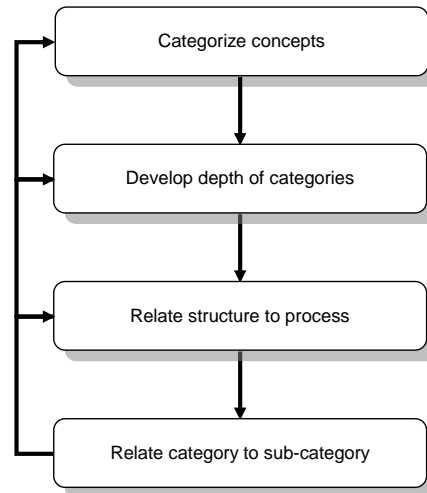 Categorize concepts
Develop depth of categories
Relate structure to process
Relate category to sub-category